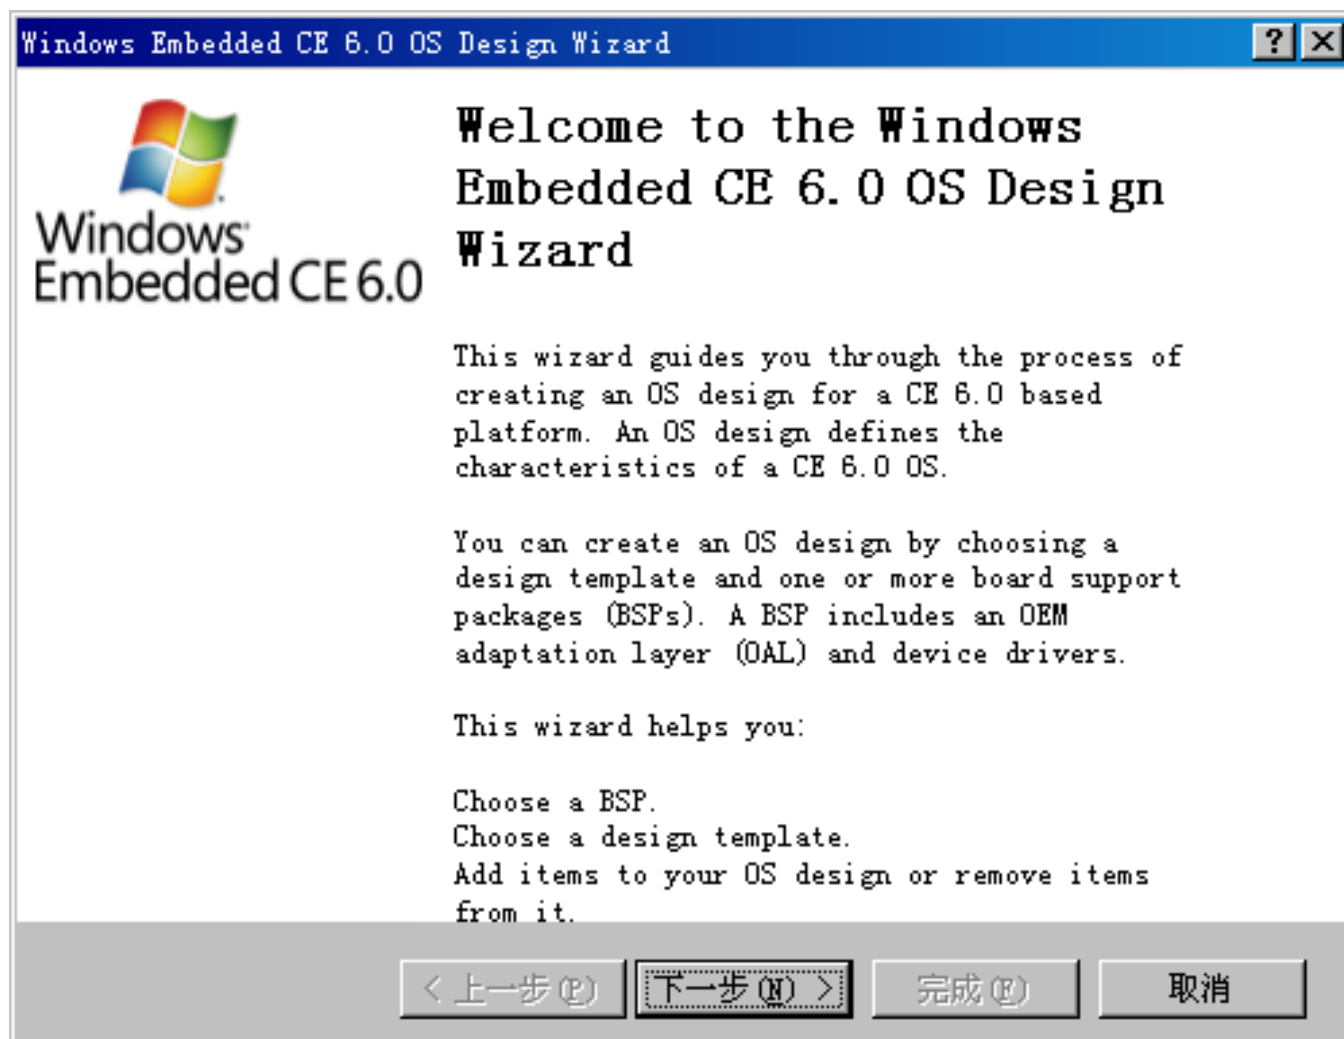 Windows Embedded CE 6.0 OS Design Wizard
Windows
Embedded CE 6.0
Welcome to the Windows
Embedded CE 6.0 OS Design
Wizard
This wizard guides you through the process of
creating an OS design for a CE 6.0 based
platform. An OS design defines the
characteristics of a CE 6.0 OS.
You can create an OS design by choosing a
design template and one or more board support
packages (BSPs). A BSP includes an OEM
adaptation layer (OAL) and device drivers.
This wizard helps you:
Choose a BSP.
Choose a design template.
Add items to your OS design or remove items
from it.
< 上一步(P) 下一步(N) > 完成(F) 取消